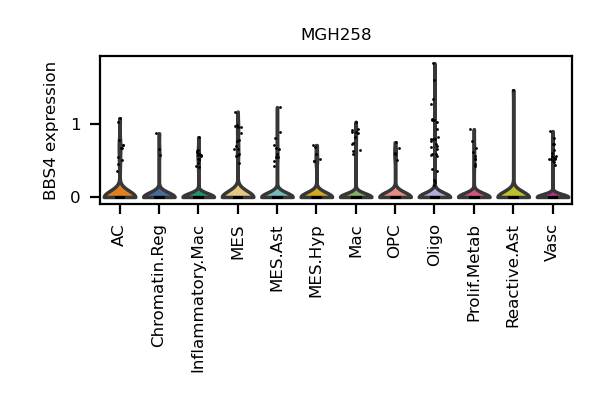 MGH258
BBS4 expression
1
0
AC
Chromatin.Reg
Inflammatory.Mac
MES
MES.Ast
MES.Hyp
Mac
OPC
Oligo
Prolif.Metab
Reactive.Ast
Vasc